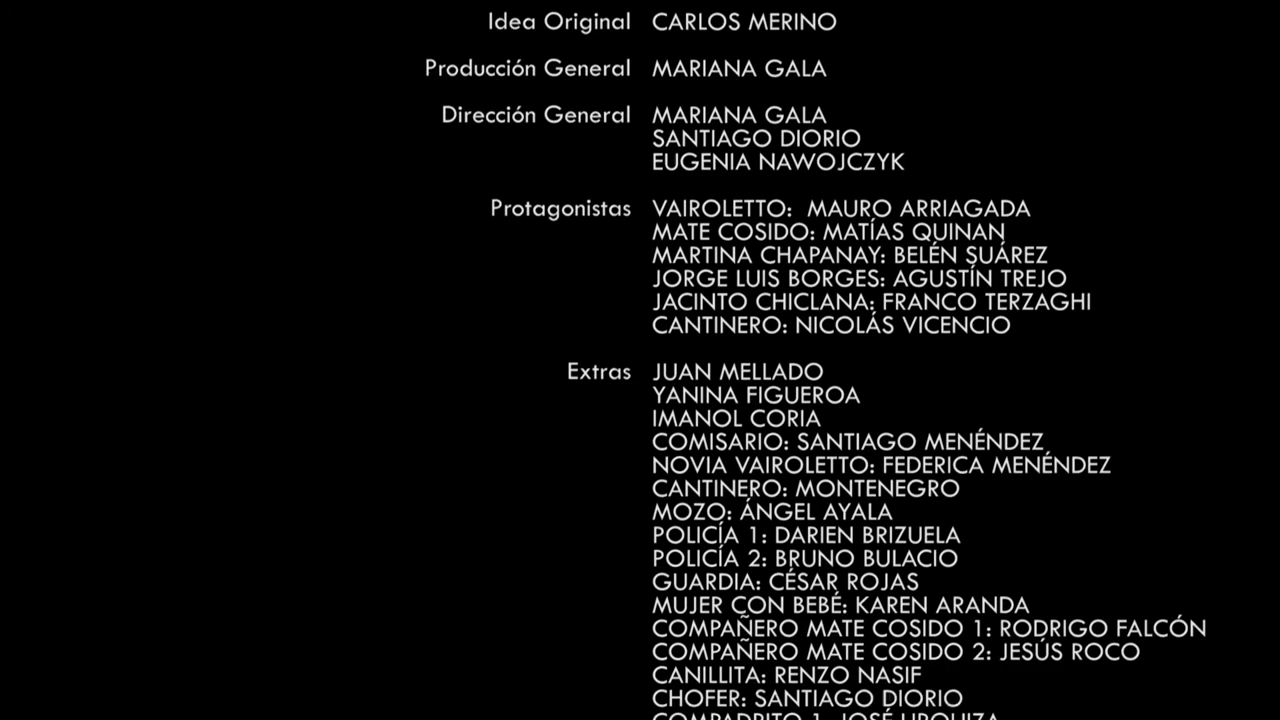 Idea Original CARLOS MERINO
Producción General MARIANA GALA
Dirección General MARIANA GALA
SANTIAGO DIORIO
EUGENIA NAWOJCZYK
Protagonistas VAIROLETTO: MAURO ARRIAGADA
MATE COSIDO: MATÍAS QUINAN
MARTINA CHAPANAY: BELÉN SUÁREZ
JORGE LUIS BORGES: AGUSTÍN TREJO
JACINTO CHICLANA: FRANCO TERZAGHI
CANTINERO: NICOLÁS VICENCIO
Extras JUAN MELLADO
YANINA FIGUEROA
IMANOL CORIA
COMISARIO: SANTIAGO MENÉNDEZ
NOVIA VAIROLETTO: FEDERICA MENÉNDEZ
CANTINERO: MONTENEGRO
MOZO: ÁNGEL AYALA
POLICÍA 1: DARIEN BRIZUELA
POLICÍA 2: BRUNO BULACIO
GUARDIA: CÉSAR ROJAS
MUJER CON BEBÉ: KAREN ARANDA
COMPAÑERO MATE COSIDO 1: RODRIGO FALCÓN
COMPAÑERO MATE COSIDO 2: JESÚS ROCO
CANILLITA: RENZO NASIF
CHOFER: SANTIAGO DIORIO
COMPADRITO 1: JOSÉ URQUIZA